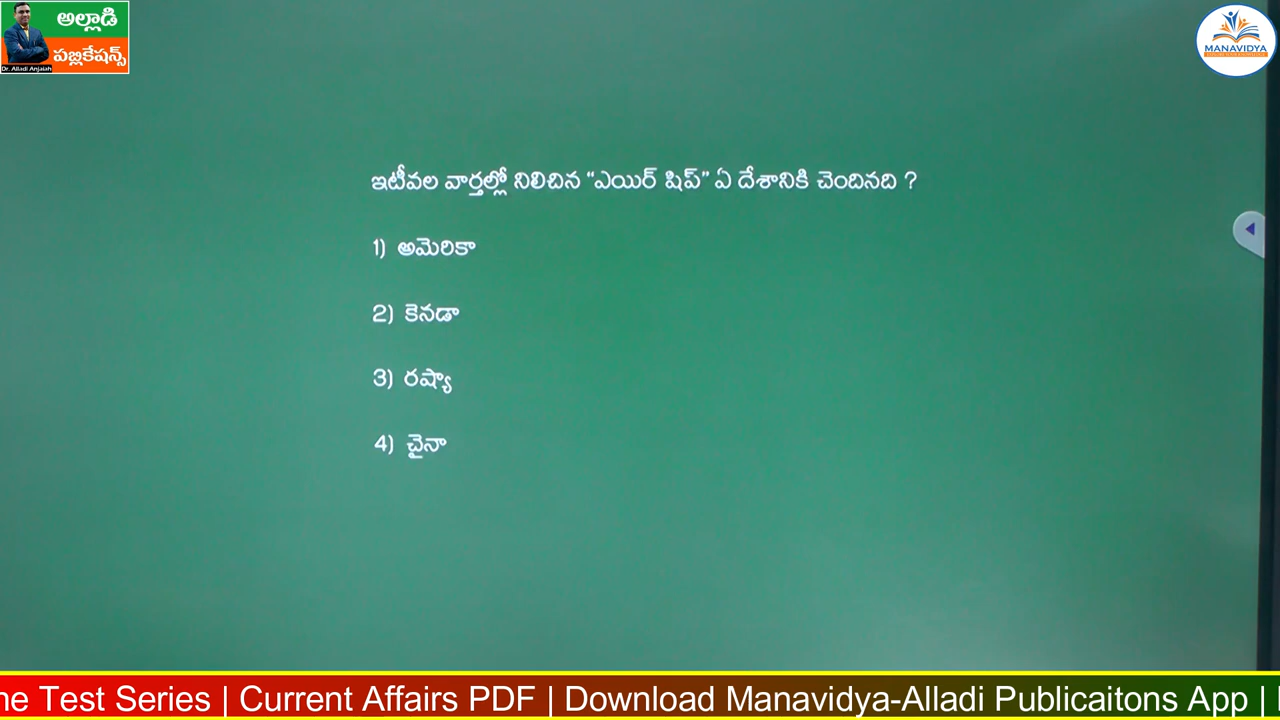 అల్లాడి
పబ్లికేషన్స్
Dr. Alladi Anjaiah
MANAVIDYA
ఇటీవల వార్తల్లో నిలిచిన “ఎయిర్ షిప్” ఏ దేశానికి చెందినది ?
1) అమెరికా
2) కెనడా
3) రష్యా
4) చైనా
ne Test Series | Current Affairs PDF | Download Manavidya-Alladi Publicaitons App |